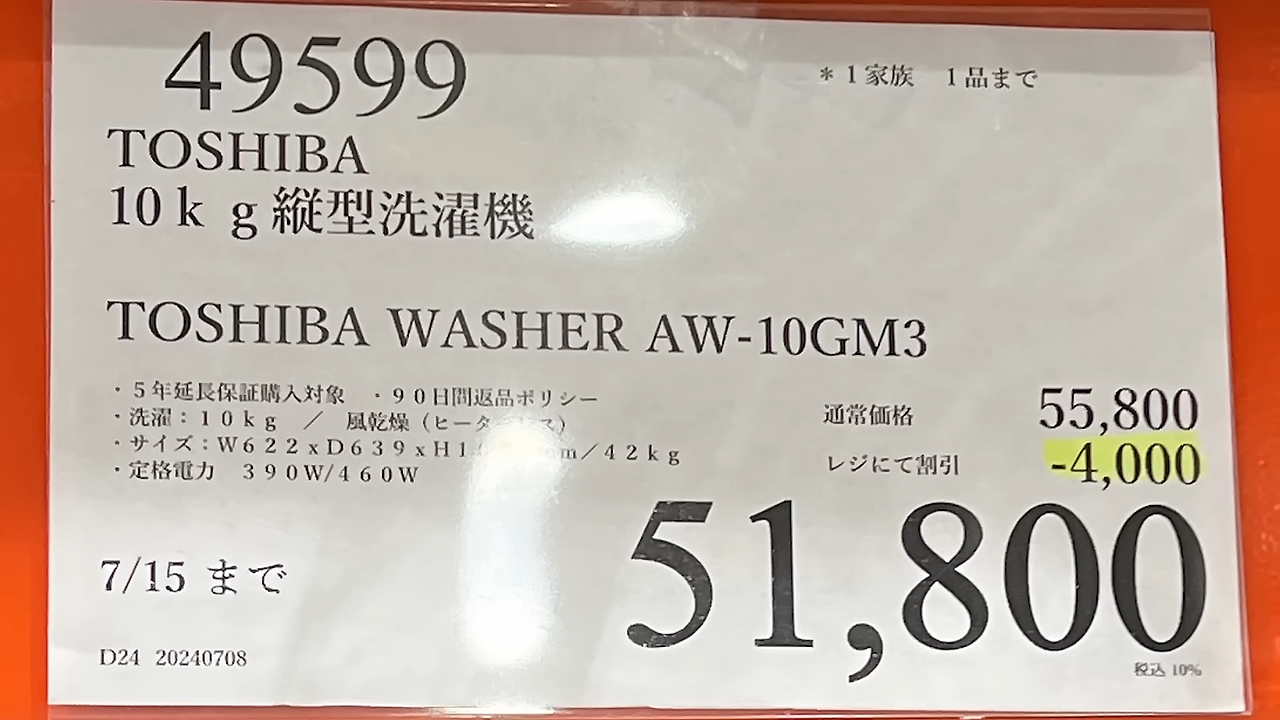 49599
＊１家族　１品まで
TOSHIBA
10ｋｇ縦型洗濯機
TOSHIBA WASHER AW-10GM3
・５年延長保証購入対象　・９０日間返品ポリシー
・洗濯：１０ｋｇ　／　風乾燥（ヒータ
・サイズ：Ｗ６２２ｘＤ６３９ｘＨ１ ／４２ｋｇ
・定格電力　３９０Ｗ/４６０Ｗ
通常価格 55,800
レジにて割引 -4,000
51,800
7/15 まで
D24 20240708
税込 10%